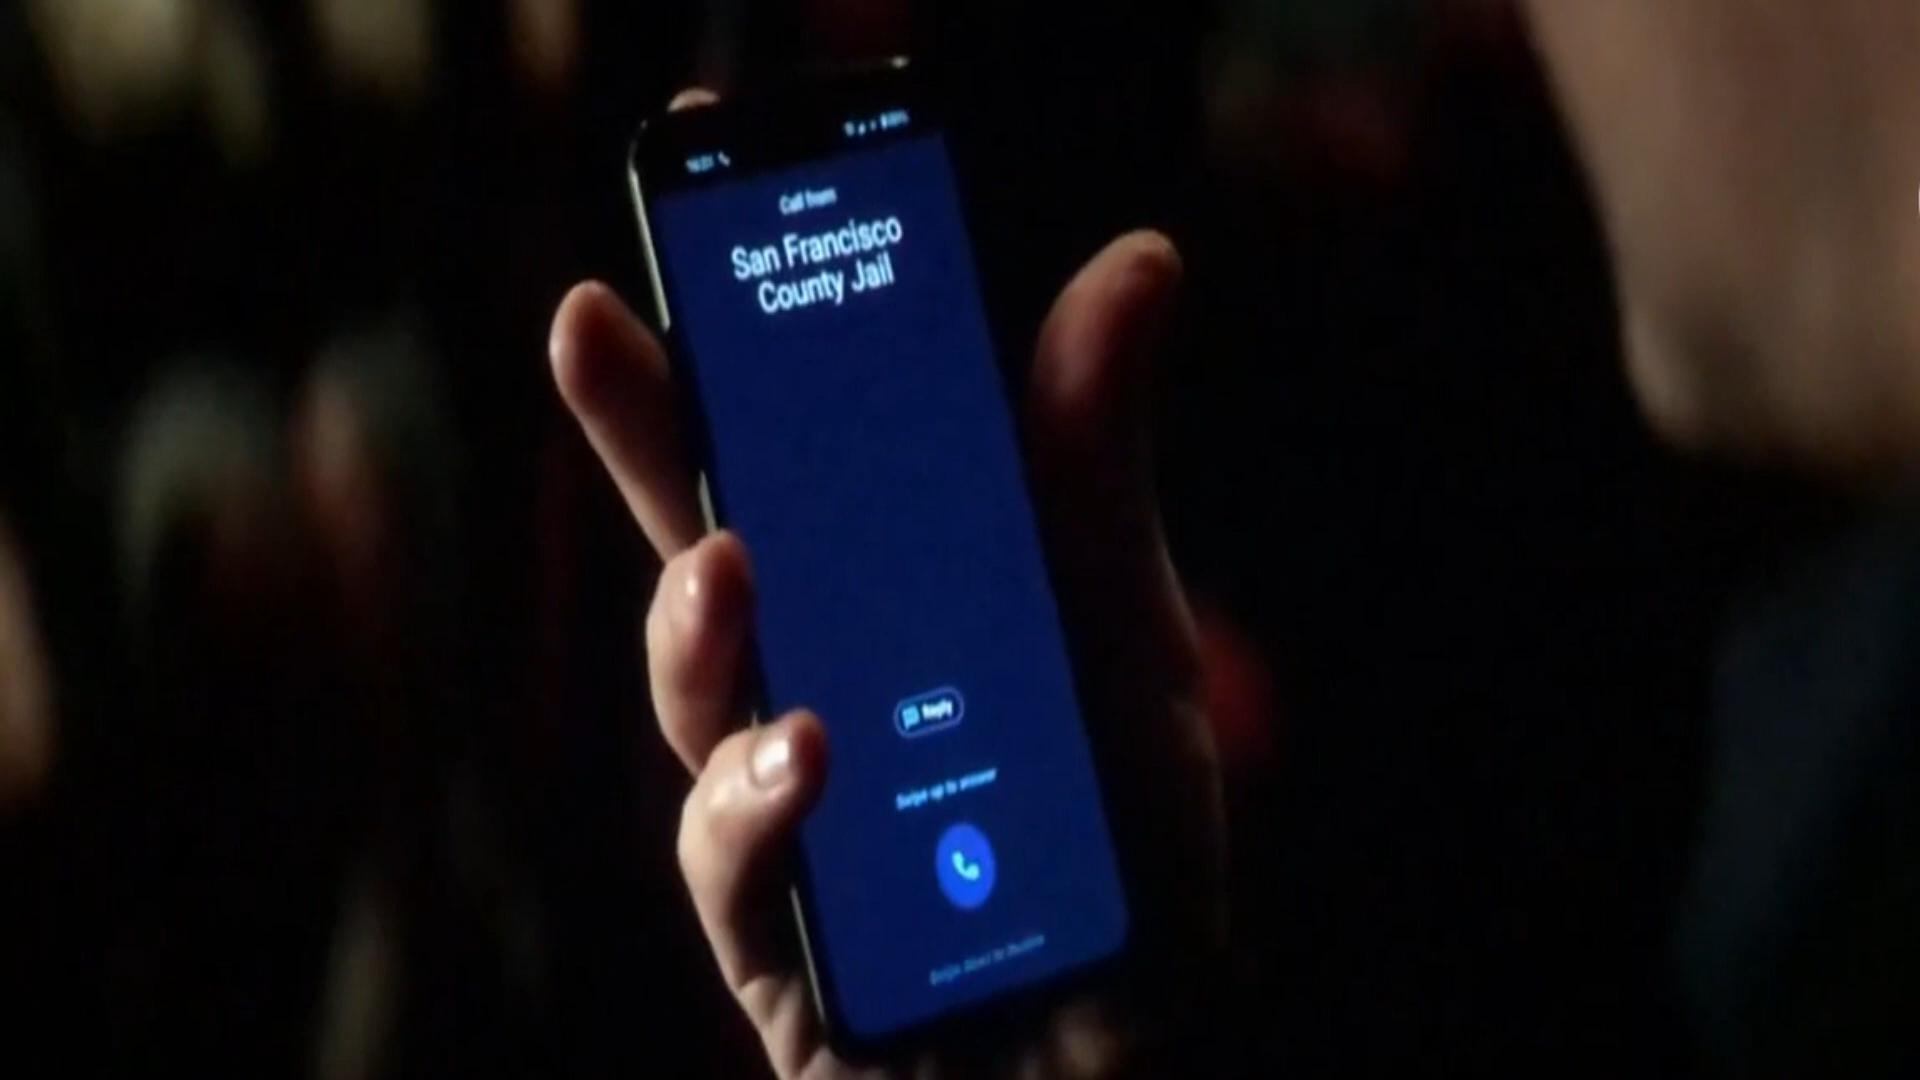 Call from
San Francisco
County Jail
Reply
Swipe up to answer